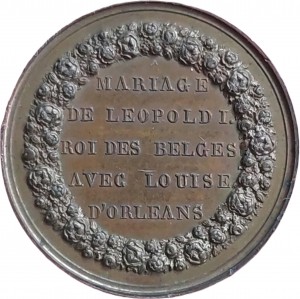 MARIAGE
DE LEOPOLD I.
ROI DES BELGES
AVEC LOUISE
D'ORLEANS